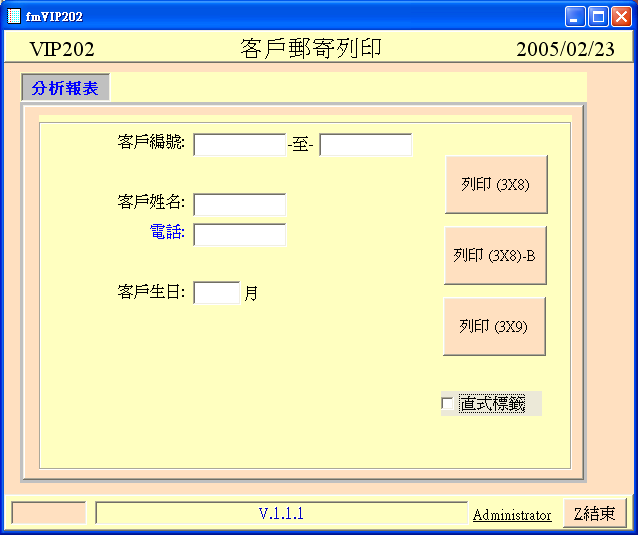 fmVIP202
VIP202 客戶郵寄列印 2005/02/23
分析報表
客戶編號: -至-
列印 (3X8)
客戶姓名:
電話:
列印 (3X8)-B
客戶生日: 月
列印 (3X9)
直式標籤
V.1.1.1 Administrator Z結束